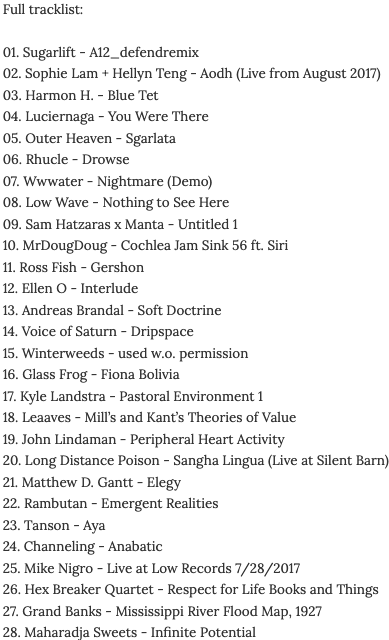 Full tracklist:
01. Sugarlift - A12_defendremix
02. Sophie Lam + Hellyn Teng - Aodh (Live from August 2017)
03. Harmon H. - Blue Tet
04. Luciernaga - You Were There
05. Outer Heaven - Sgarlata
06. Rhucle - Drowse
07. Wwwater - Nightmare (Demo)
08. Low Wave - Nothing to See Here
09. Sam Hatzaras x Manta - Untitled 1
10. MrDougDoug - Cochlea Jam Sink 56 ft. Siri
11. Ross Fish - Gershon
12. Ellen O - Interlude
13. Andreas Brandal - Soft Doctrine
14. Voice of Saturn - Dripspace
15. Winterweeds - used w.o. permission
16. Glass Frog - Fiona Bolivia
17. Kyle Landstra - Pastoral Environment 1
18. Leaaves - Mill's and Kant's Theories of Value
19. John Lindaman - Peripheral Heart Activity
20. Long Distance Poison - Sangha Lingua (Live at Silent Barn)
21. Matthew D. Gantt - Elegy
22. Rambutan - Emergent Realities
23. Tanson - Aya
24. Channeling - Anabatic
25. Mike Nigro - Live at Low Records 7/28/2017
26. Hex Breaker Quartet - Respect for Life Books and Things
27. Grand Banks - Mississippi River Flood Map, 1927
28. Maharadja Sweets - Infinite Potential